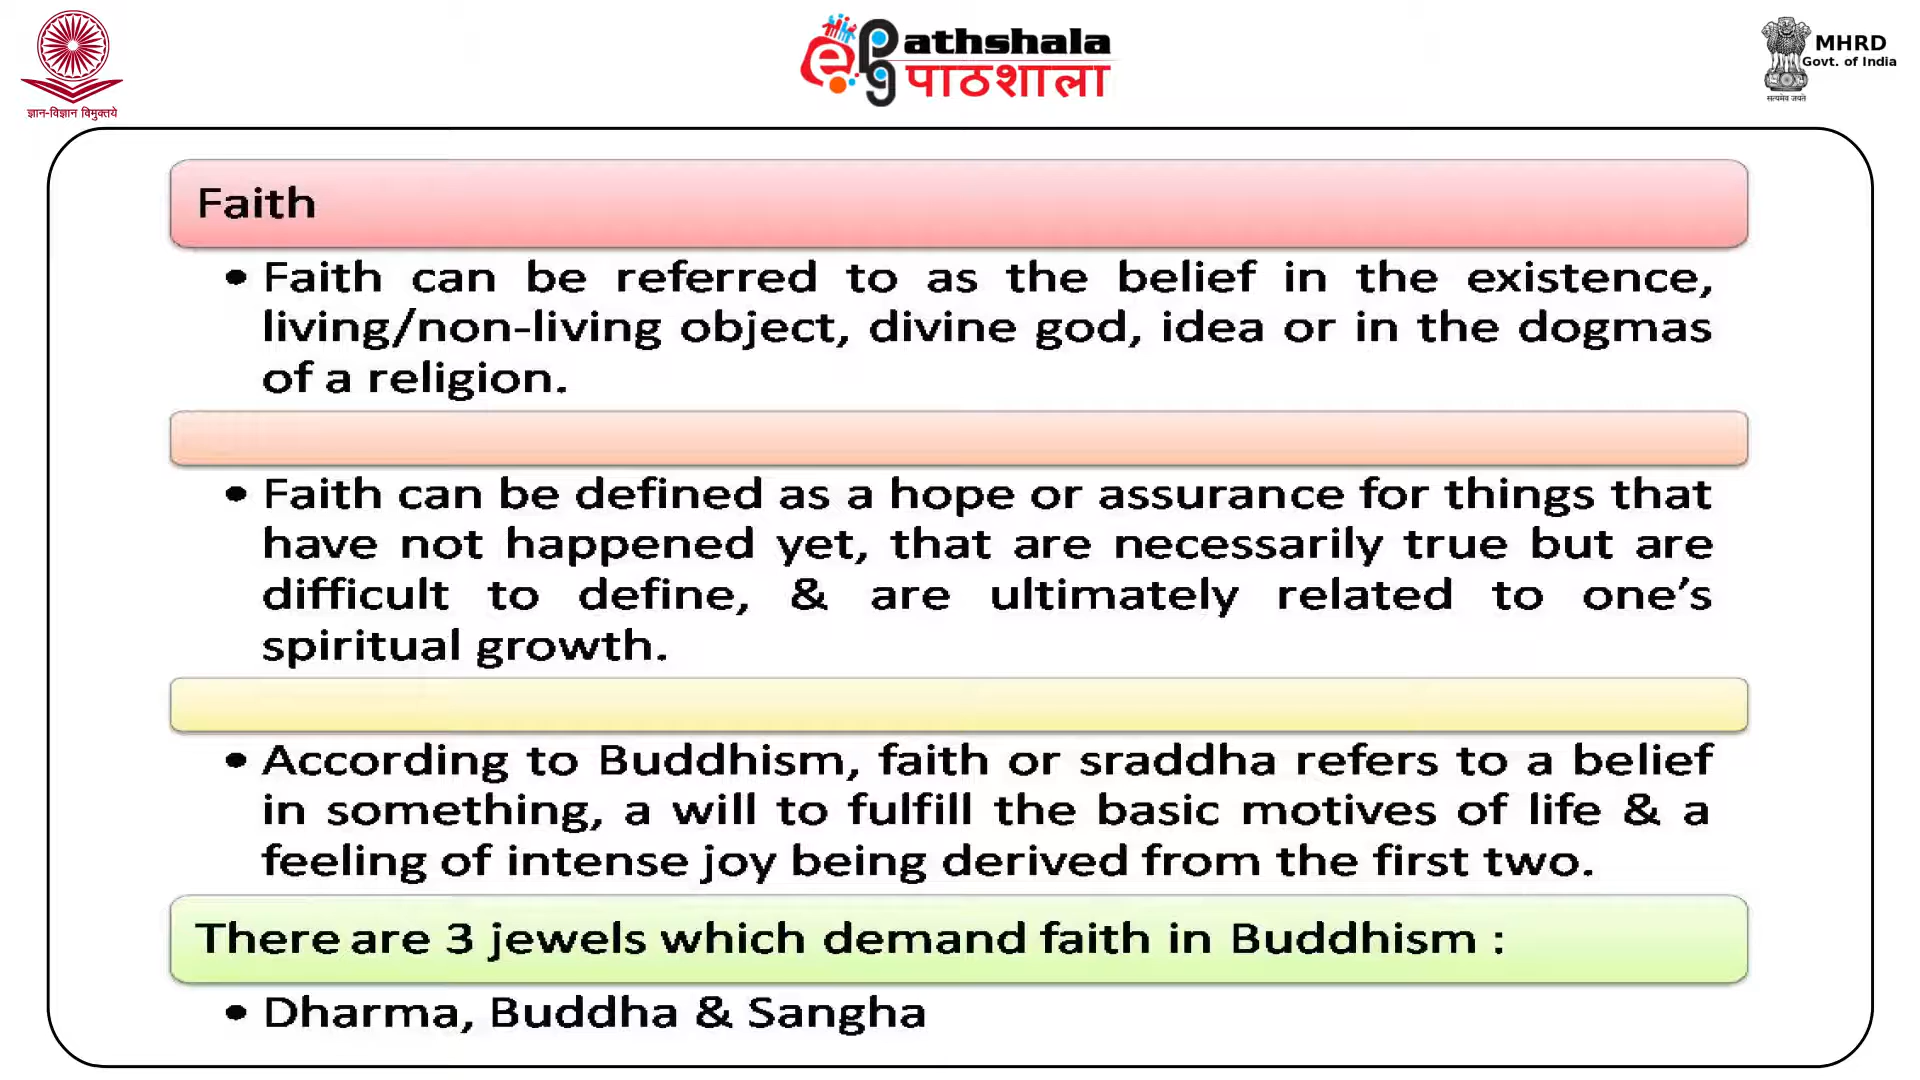 ज्ञान-विज्ञान विमुक्तये
ePG Pathshala
पाठशाला
MHRD
Govt. of India
सत्यमेव जयते
Faith
• Faith can be referred to as the belief in the existence,
living/non-living object, divine god, idea or in the dogmas
of a religion.
• Faith can be defined as a hope or assurance for things that
have not happened yet, that are necessarily true but are
difficult to define, & are ultimately related to one’s
spiritual growth.
• According to Buddhism, faith or sraddha refers to a belief
in something, a will to fulfill the basic motives of life & a
feeling of intense joy being derived from the first two.
There are 3 jewels which demand faith in Buddhism :
• Dharma, Buddha & Sangha